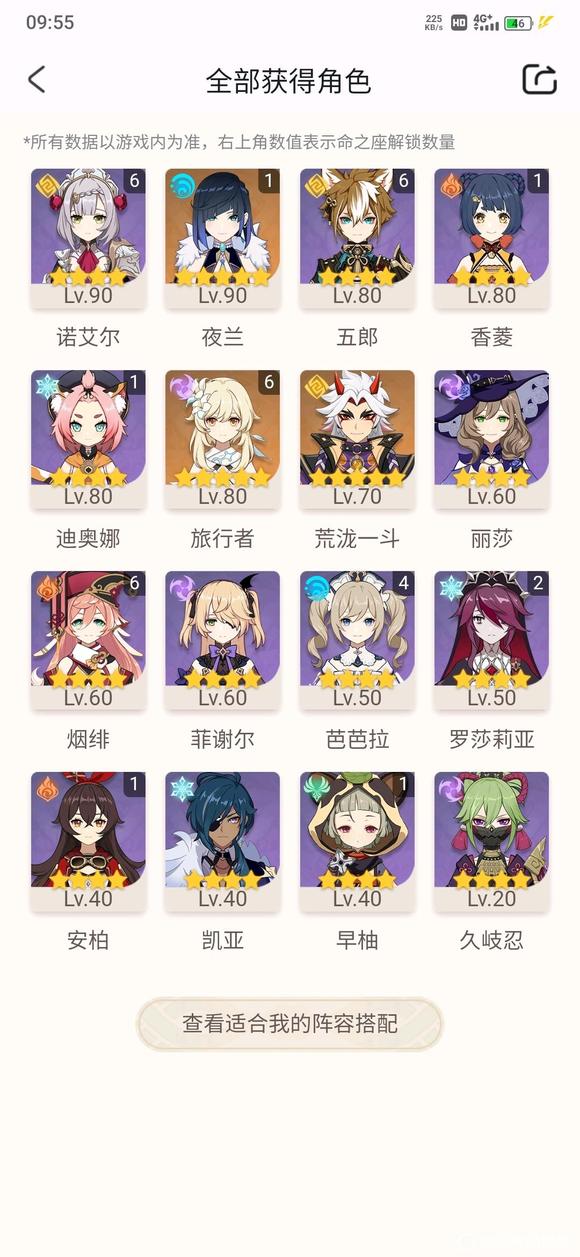 09:55
225 KB/s HD 4G+ 46
全部获得角色
*所有数据以游戏内为准，右上角数值表示命之座解锁数量
6 1 6 1
Lv.90 Lv.90 Lv.80 Lv.80
诺艾尔 夜兰 五郎 香菱
1 6
Lv.80 Lv.80 Lv.70 Lv.60
迪奥娜 旅行者 荒泷一斗 丽莎
6 4 2
Lv.60 Lv.60 Lv.50 Lv.50
烟绯 菲谢尔 芭芭拉 罗莎莉亚
1 1
Lv.40 Lv.40 Lv.40 Lv.20
安柏 凯亚 早柚 久岐忍
查看适合我的阵容搭配